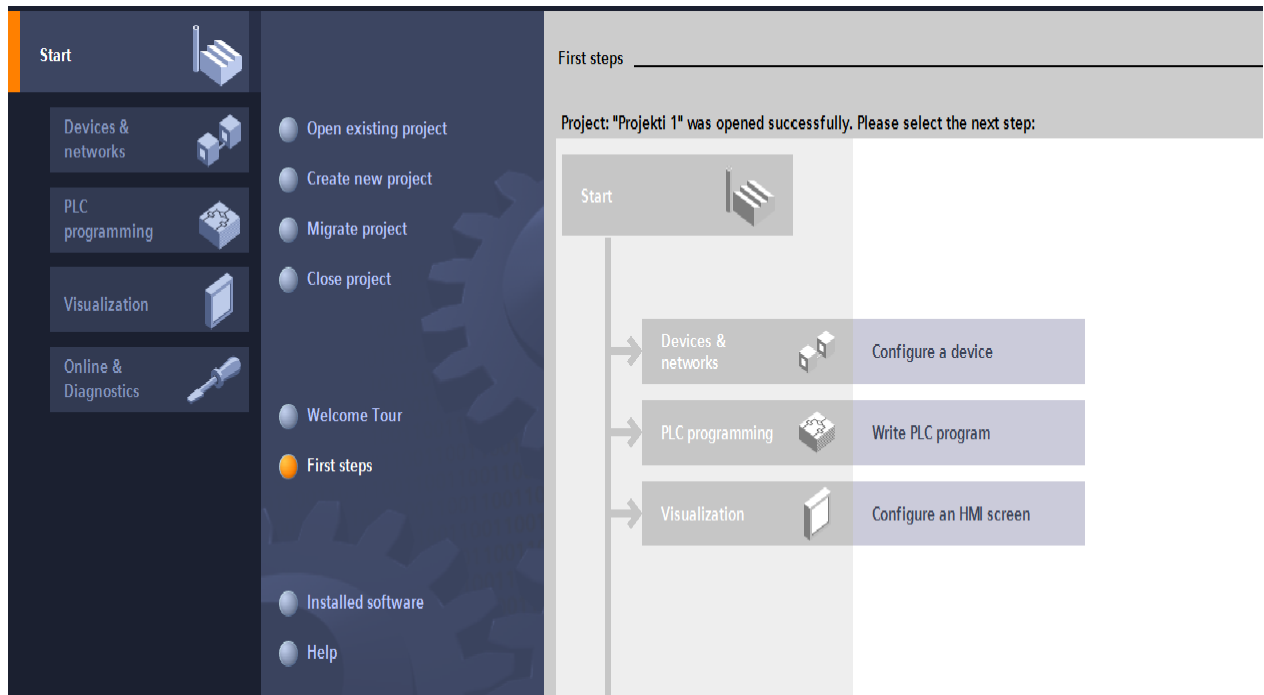 Start
Devices &
networks
PLC
programming
Visualization
Online &
Diagnostics
Open existing project
Create new project
Migrate project
Close project
Welcome Tour
First steps
Installed software
Help
First steps
Project: "Projekti 1" was opened successfully. Please select the next step:
Start
Devices &
networks
Configure a device
PLC programming
Write PLC program
Visualization
Configure an HMI screen